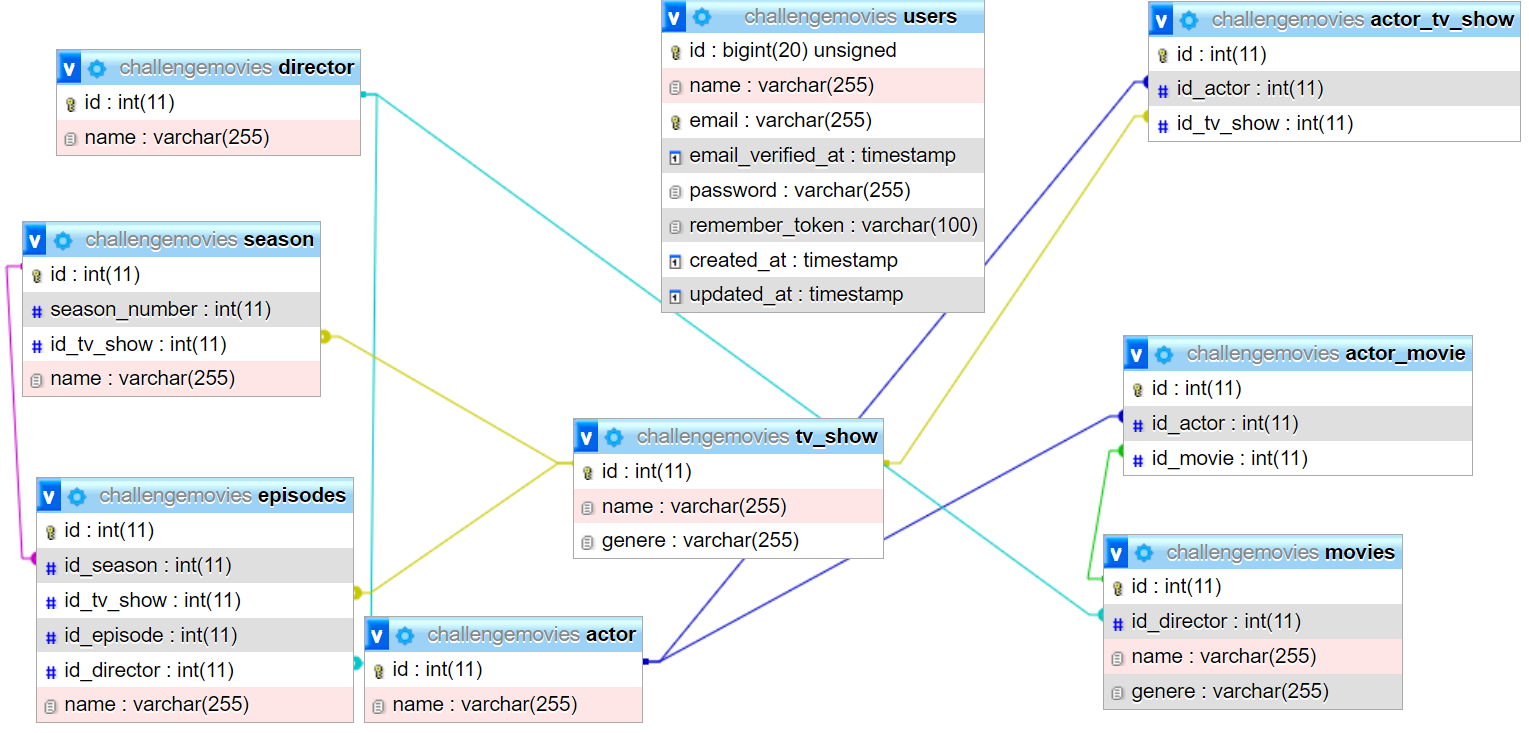 challengemovies director
id : int(11)
name : varchar(255)
challengemovies users
id : bigint(20) unsigned
name : varchar(255)
email : varchar(255)
email_verified_at : timestamp
password : varchar(255)
remember_token : varchar(100)
created_at : timestamp
updated_at : timestamp
challengemovies actor_tv_show
id : int(11)
id_actor : int(11)
id_tv_show : int(11)
challengemovies season
id : int(11)
season_number : int(11)
id_tv_show : int(11)
name : varchar(255)
challengemovies tv_show
id : int(11)
name : varchar(255)
genere : varchar(255)
challengemovies actor_movie
id : int(11)
id_actor : int(11)
id_movie : int(11)
challengemovies episodes
id : int(11)
id_season : int(11)
id_tv_show : int(11)
id_episode : int(11)
id_director : int(11)
name : varchar(255)
challengemovies actor
id : int(11)
name : varchar(255)
challengemovies movies
id : int(11)
id_director : int(11)
name : varchar(255)
genere : varchar(255)